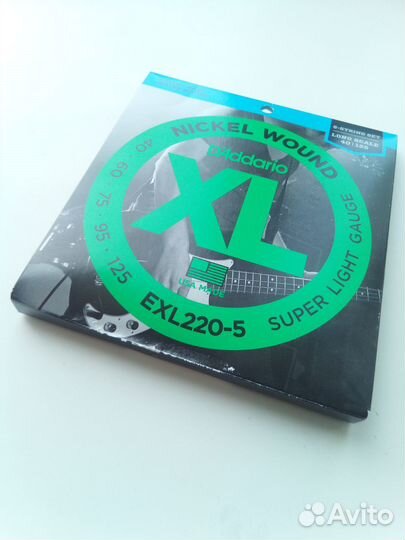 5-STRING SET
LONG SCALE
40 | 125
NICKEL WOUND
D'Addario
XL
USA MADE
40 · 60 · 75 · 95 · 125
EXL220-5
SUPER LIGHT GAUGE
Avito